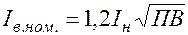 Iв.ном. = 1,2Iн√ПВ